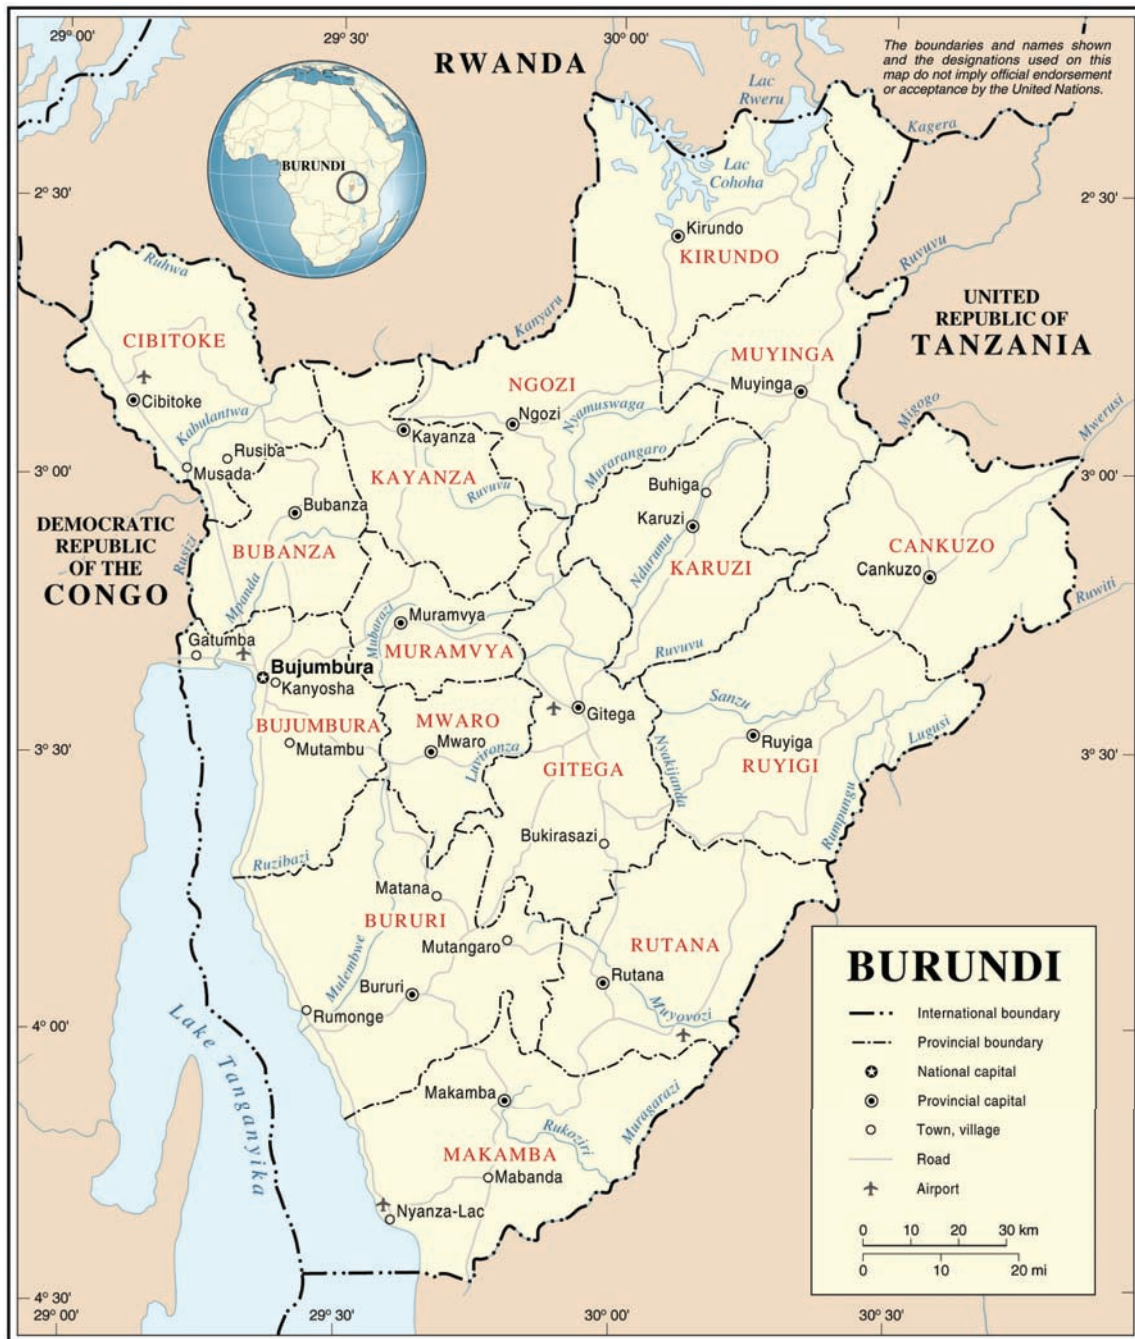 29° 00'
29° 30'
30° 00'
The boundaries and names shown
and the designations used on this
map do not imply official endorsement
or acceptance by the United Nations.
RWANDA
Lac
Rweru
Kagera
BURUNDI
Lac
Cohoha
2° 30'
2° 30'
Kirundo
KIRUNDO
Ruvuvu
Ruhwa
Kanyaru
UNITED
REPUBLIC OF
TANZANIA
CIBITOKE
MUYINGA
NGOZI
Muyinga
Cibitoke
Kabulantwa
Ngozi
Nyamuswaga
Migogo
Mwerusi
Kayanza
Rusiba
Musada
Murarangaro
3° 00'
3° 00'
KAYANZA
Ruvuvu
Buhiga
Bubanza
Karuzi
DEMOCRATIC
REPUBLIC
OF THE
CONGO
Rusizi
BUBANZA
Ndurumu
KARUZI
CANKUZO
Cankuzo
Mpanda
Ruwiti
Mubarazi
Muramvya
Gatumba
MURAMVYA
Ruvuvu
Bujumbura
Kanyosha
Sanzu
Gitega
BUJUMBURA
MWARO
Lugusi
Mutambu
Mwaro
Luvironza
Nyakijanda
Ruyiga
3° 30'
3° 30'
GITEGA
RUYIGI
Rumpungu
Bukirasazi
Ruzibazi
Matana
BURURI
Mutangaro
RUTANA
Mulembwe
Bururi
Rutana
Rumonge
Muyovozi
4° 00'
Lake Tanganyika
Makamba
Muragarazi
Rukoziri
MAKAMBA
Mabanda
Nyanza-Lac
BURUNDI
International boundary
Provincial boundary
National capital
Provincial capital
Town, village
Road
Airport
0 10 20 30 km
0 10 20 mi
4° 30'
29° 00'
29° 30'
30° 00'
30° 30'